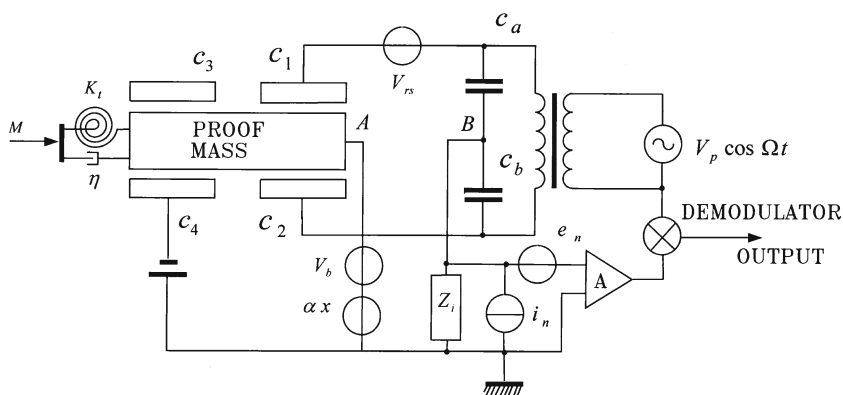 c_a
c_3
c_1
V_rs
K_t
M
PROOF
MASS
A
B
V_p cos Ωt
c_b
η
c_4
c_2
DEMODULATOR
OUTPUT
e_n
V_b
A
αx
Z_i
i_n